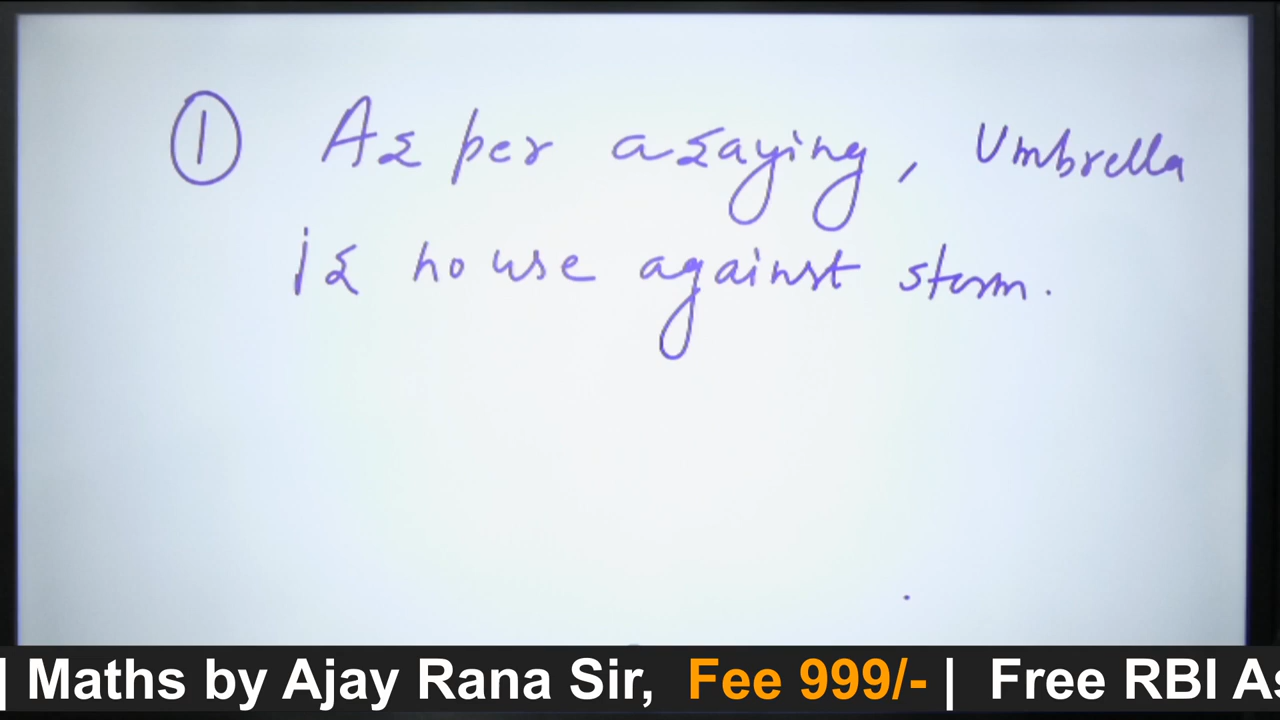 1 As per a saying, Umbrella
is house against storm.
| Maths by Ajay Rana Sir, Fee 999/- | Free RBI As